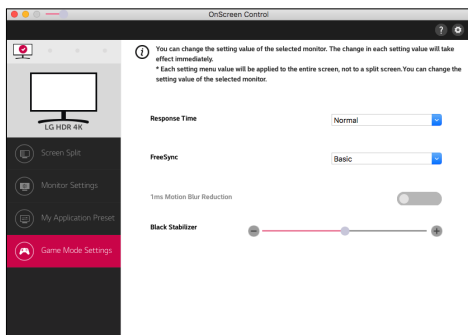 OnScreen Control
?
You can change the setting value of the selected monitor. The change in each setting value will take
effect immediately.
* Each setting menu value will be applied to the entire screen, not to a split screen.You can change the
setting value of the selected monitor.
LG HDR 4K
Screen Split
Monitor Settings
My Application Preset
Game Mode Settings
Response Time
Normal
FreeSync
Basic
'1ms Motion Blur Reduction
Black Stabilizer